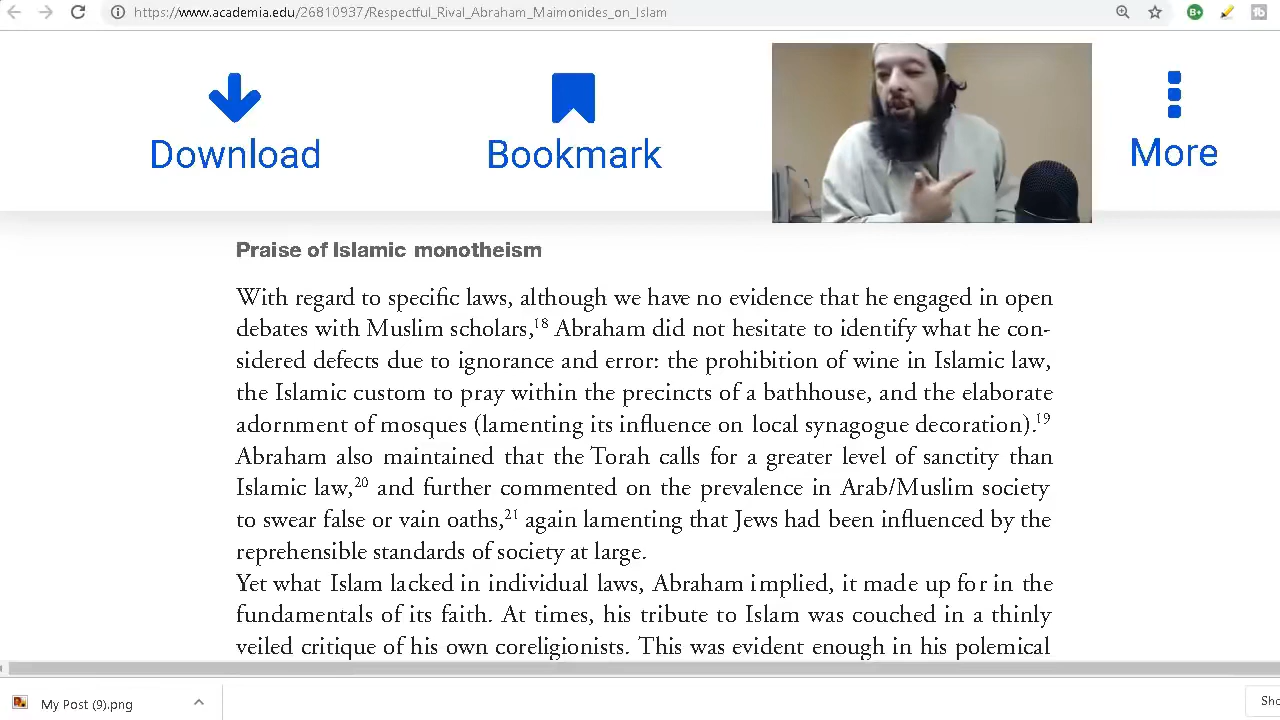 https://www.academia.edu/26810937/Respectful_Rival_Abraham_Maimonides_on_Islam
B+
Download
Bookmark
More
Praise of Islamic monotheism
With regard to specific laws, although we have no evidence that he engaged in open
debates with Muslim scholars,18 Abraham did not hesitate to identify what he con-
sidered defects due to ignorance and error: the prohibition of wine in Islamic law,
the Islamic custom to pray within the precincts of a bathhouse, and the elaborate
adornment of mosques (lamenting its influence on local synagogue decoration).19
Abraham also maintained that the Torah calls for a greater level of sanctity than
Islamic law,20 and further commented on the prevalence in Arab/Muslim society
to swear false or vain oaths,21 again lamenting that Jews had been influenced by the
reprehensible standards of society at large.
Yet what Islam lacked in individual laws, Abraham implied, it made up for in the
fundamentals of its faith. At times, his tribute to Islam was couched in a thinly
veiled critique of his own coreligionists. This was evident enough in his polemical
My Post (9).png
Sho